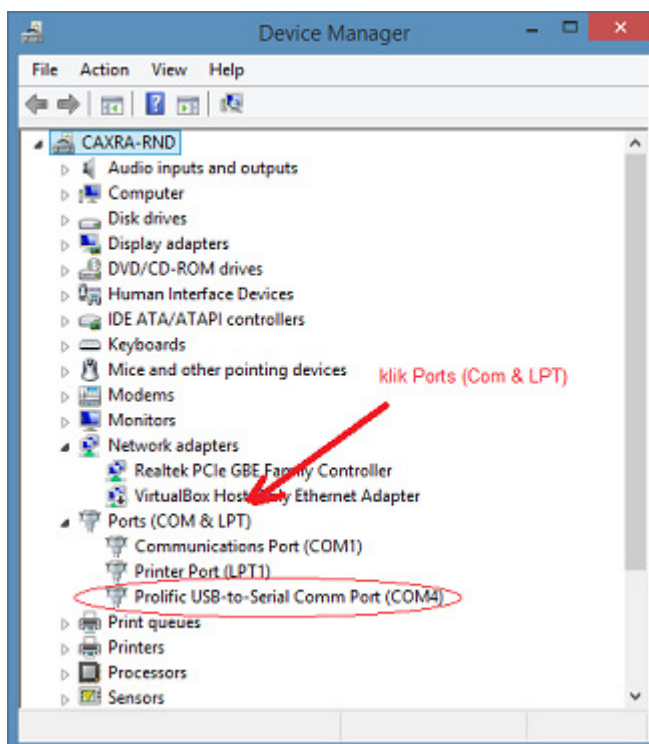 Device Manager
File Action View Help
CAXRA-RND
Audio inputs and outputs
Computer
Disk drives
Display adapters
DVD/CD-ROM drives
Human Interface Devices
IDE ATA/ATAPI controllers
Keyboards
Mice and other pointing devices
klik Ports (Com & LPT)
Modems
Monitors
Network adapters
Realtek PCIe GBE Family Controller
VirtualBox Host-Only Ethernet Adapter
Ports (COM & LPT)
Communications Port (COM1)
Printer Port (LPT1)
Prolific USB-to-Serial Comm Port (COM4)
Print queues
Printers
Processors
Sensors